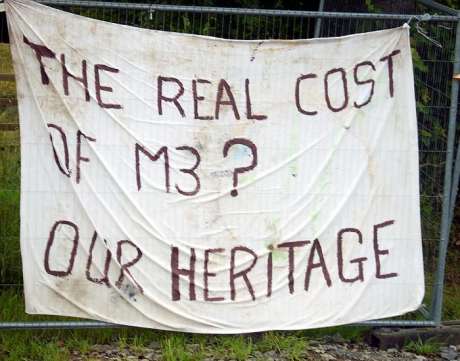 THE REAL COST
OF M3?
OUR HERITAGE